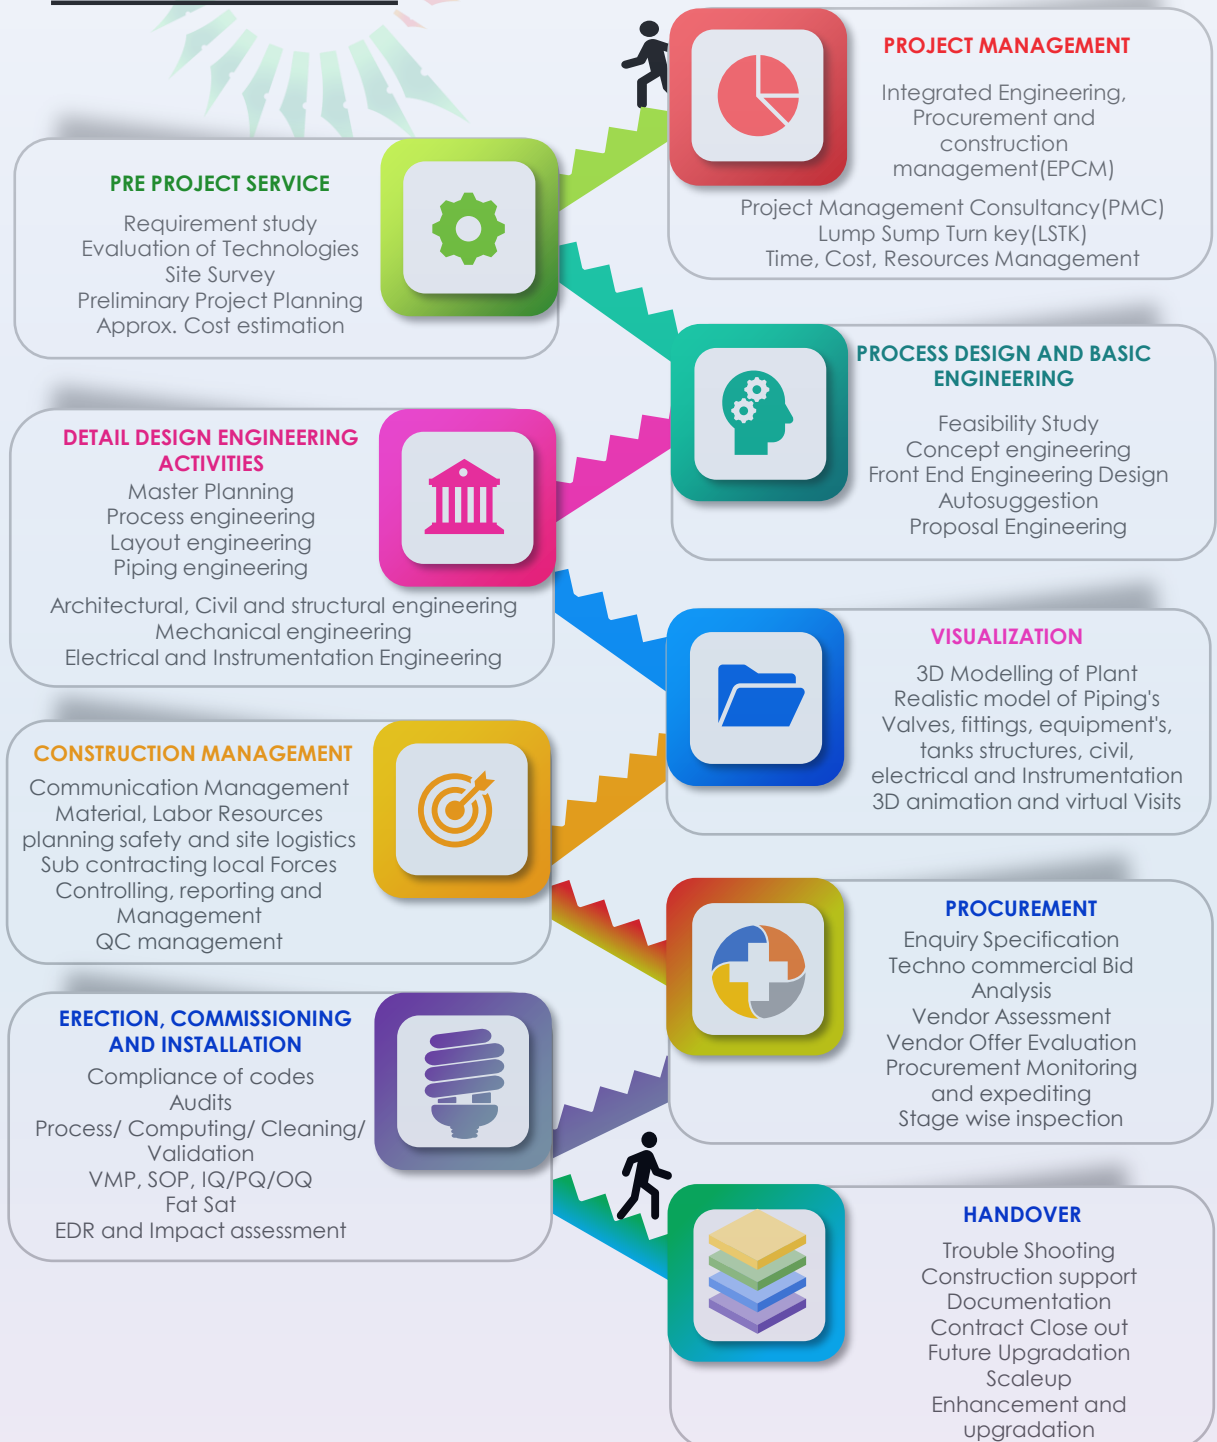 PROJECT MANAGEMENT
Integrated Engineering,
Procurement and
construction
management(EPCM)
Project Management Consultancy(PMC)
Lump Sump Turn key(LSTK)
Time, Cost, Resources Management
PRE PROJECT SERVICE
Requirement study
Evaluation of Technologies
Site Survey
Preliminary Project Planning
Approx. Cost estimation
PROCESS DESIGN AND BASIC
ENGINEERING
Feasibility Study
Concept engineering
Front End Engineering Design
Autosuggestion
Proposal Engineering
DETAIL DESIGN ENGINEERING
ACTIVITIES
Master Planning
Process engineering
Layout engineering
Piping engineering
Architectural, Civil and structural engineering
Mechanical engineering
Electrical and Instrumentation Engineering
VISUALIZATION
3D Modelling of Plant
Realistic model of Piping's
Valves, fittings, equipment's,
tanks structures, civil,
electrical and Instrumentation
3D animation and virtual Visits
CONSTRUCTION MANAGEMENT
Communication Management
Material, Labor Resources
planning safety and site logistics
Sub contracting local Forces
Controlling, reporting and
Management
QC management
PROCUREMENT
Enquiry Specification
Techno commercial Bid
Analysis
Vendor Assessment
Vendor Offer Evaluation
Procurement Monitoring
and expediting
Stage wise inspection
ERECTION, COMMISSIONING
AND INSTALLATION
Compliance of codes
Audits
Process/ Computing/ Cleaning/
Validation
VMP, SOP, IQ/PQ/OQ
Fat Sat
EDR and Impact assessment
HANDOVER
Trouble Shooting
Construction support
Documentation
Contract Close out
Future Upgradation
Scaleup
Enhancement and
upgradation